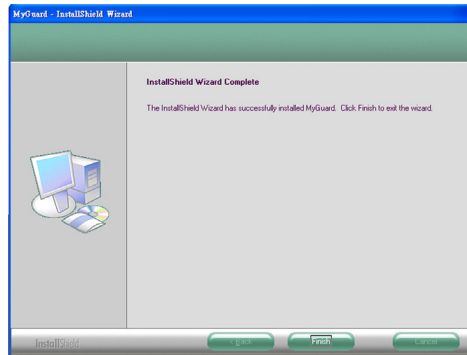 MyGuard - InstallShield Wizard
InstallShield Wizard Complete
The InstallShield Wizard has successfully installed MyGuard. Click Finish to exit the wizard.
InstallShield
< Back
Finish
Cancel